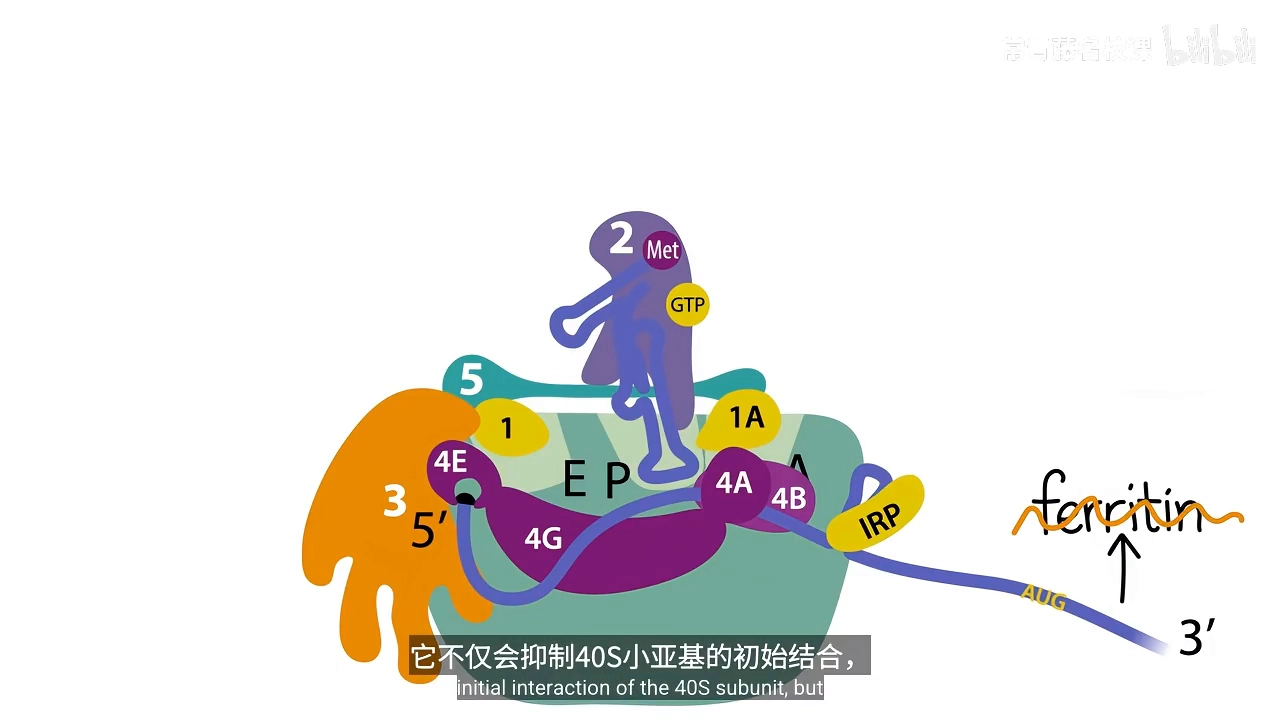 bilibili
2
Met
GTP
5
1
1A
4E
E P
A
4A
4B
3
5’
4G
IRP
ferritin
AUG
3’
它不仅会抑制40S小亚基的初始结合，
initial interaction of the 40S subunit, but